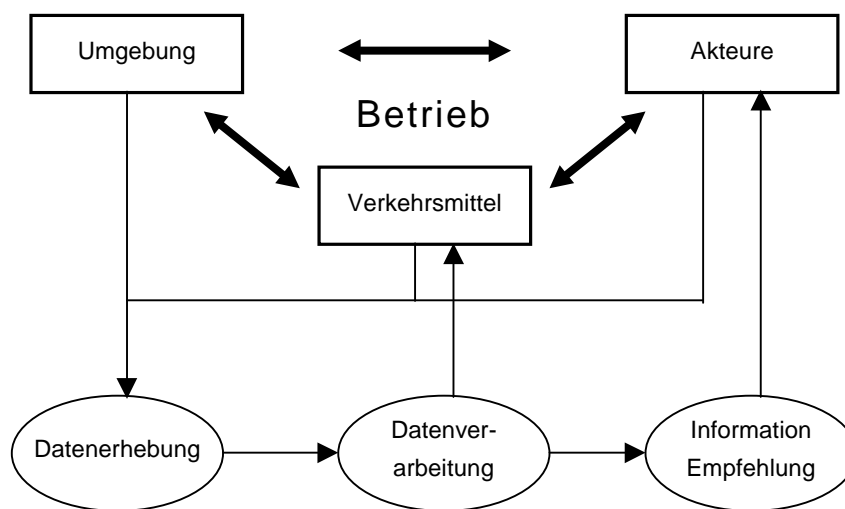 Umgebung
Akteure
Betrieb
Verkehrsmittel
Datenerhebung
Datenver-
arbeitung
Information
Empfehlung